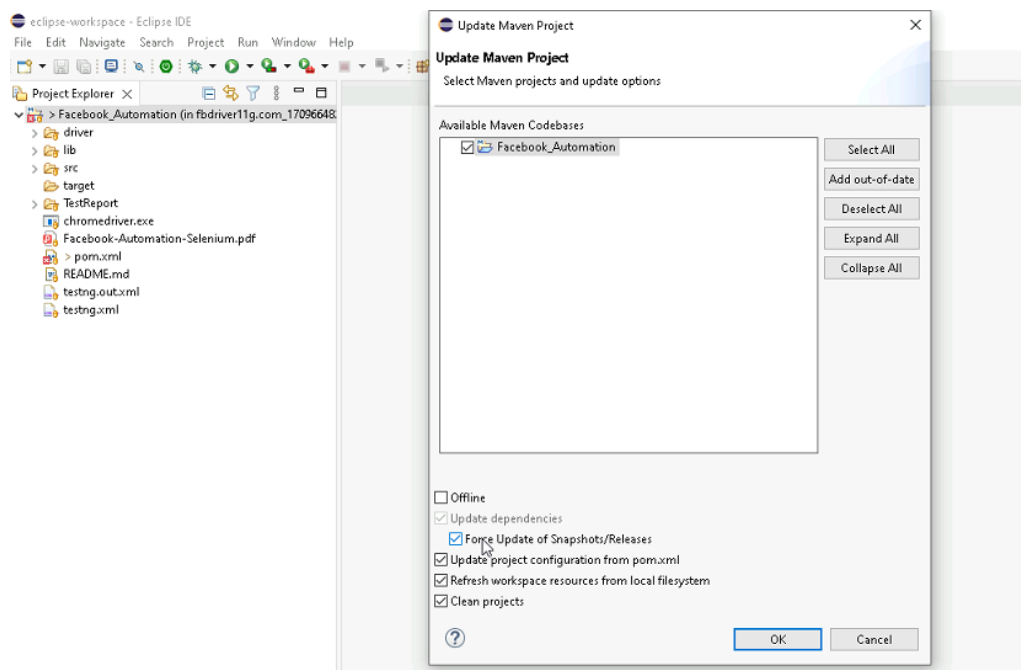 eclipse-workspace - Eclipse IDE
File Edit Navigate Search Project Run Window Help
Project Explorer
> Facebook_Automation (in fbdriver11g.com_17096648
driver
lib
src
target
TestReport
chromedriver.exe
Facebook-Automation-Selenium.pdf
> pom.xml
README.md
testng.out.xml
testng.xml
Update Maven Project
Update Maven Project
Select Maven projects and update options
Available Maven Codebases
Facebook_Automation
Select All
Add out-of-date
Deselect All
Expand All
Collapse All
Offline
Update dependencies
Force Update of Snapshots/Releases
Update project configuration from pom.xml
Refresh workspace resources from local filesystem
Clean projects
OK
Cancel